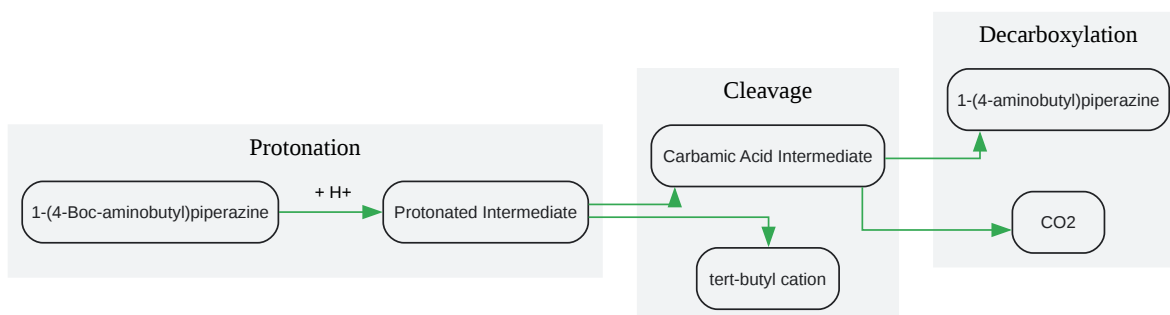 Protonation
1-(4-Boc-aminobutyl)piperazine
+ H+
Protonated Intermediate
Cleavage
Carbamic Acid Intermediate
tert-butyl cation
Decarboxylation
1-(4-aminobutyl)piperazine
CO2